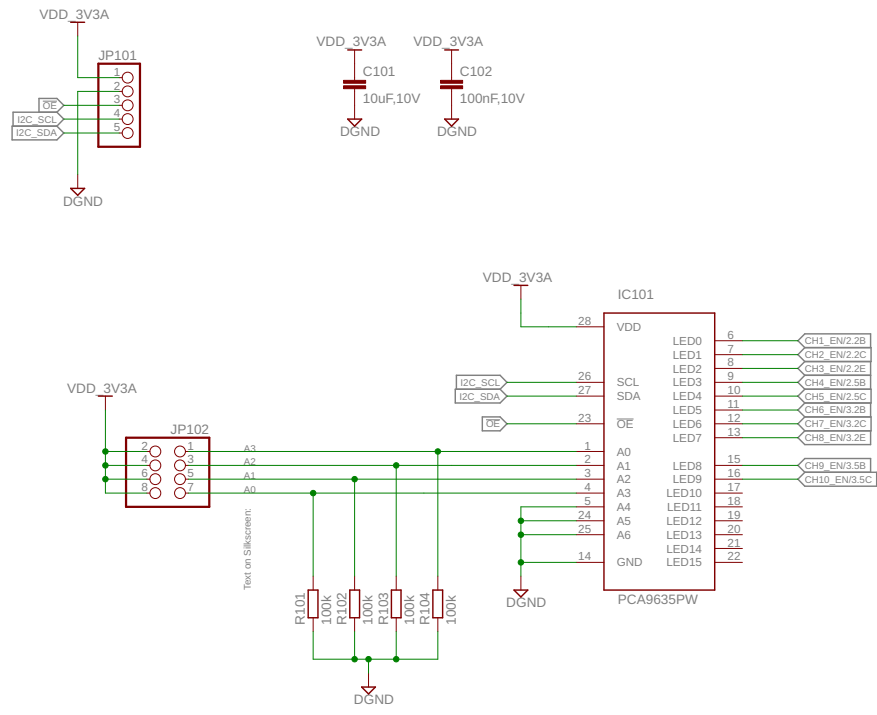 VDD_3V3A
JP101
1
2
3
4
5
OE
I2C_SCL
I2C_SDA
DGND
VDD_3V3A
C101
10uF,10V
DGND
VDD_3V3A
C102
100nF,10V
DGND
VDD_3V3A
IC101
28 VDD
26 SCL
27 SDA
23 OE
1 A0
2 A1
3 A2
4 A3
5 A4
24 A5
25 A6
14 GND
I2C_SCL
I2C_SDA
OE
LED0 6 CH1_EN/2.2B
LED1 7 CH2_EN/2.2C
LED2 8 CH3_EN/2.2E
LED3 9 CH4_EN/2.5B
LED4 10 CH5_EN/2.5C
LED5 11 CH6_EN/3.2B
LED6 12 CH7_EN/3.2C
LED7 13 CH8_EN/3.2E
LED8 15 CH9_EN/3.5B
LED9 16 CH10_EN/3.5C
LED10 17
LED11 18
LED12 19
LED13 20
LED14 21
LED15 22
PCA9635PW
DGND
VDD_3V3A
JP102
2 1 A3
4 3 A2
6 5 A1
8 7 A0
Text on Silkscreen:
R101
100k
R102
100k
R103
100k
R104
100k
DGND